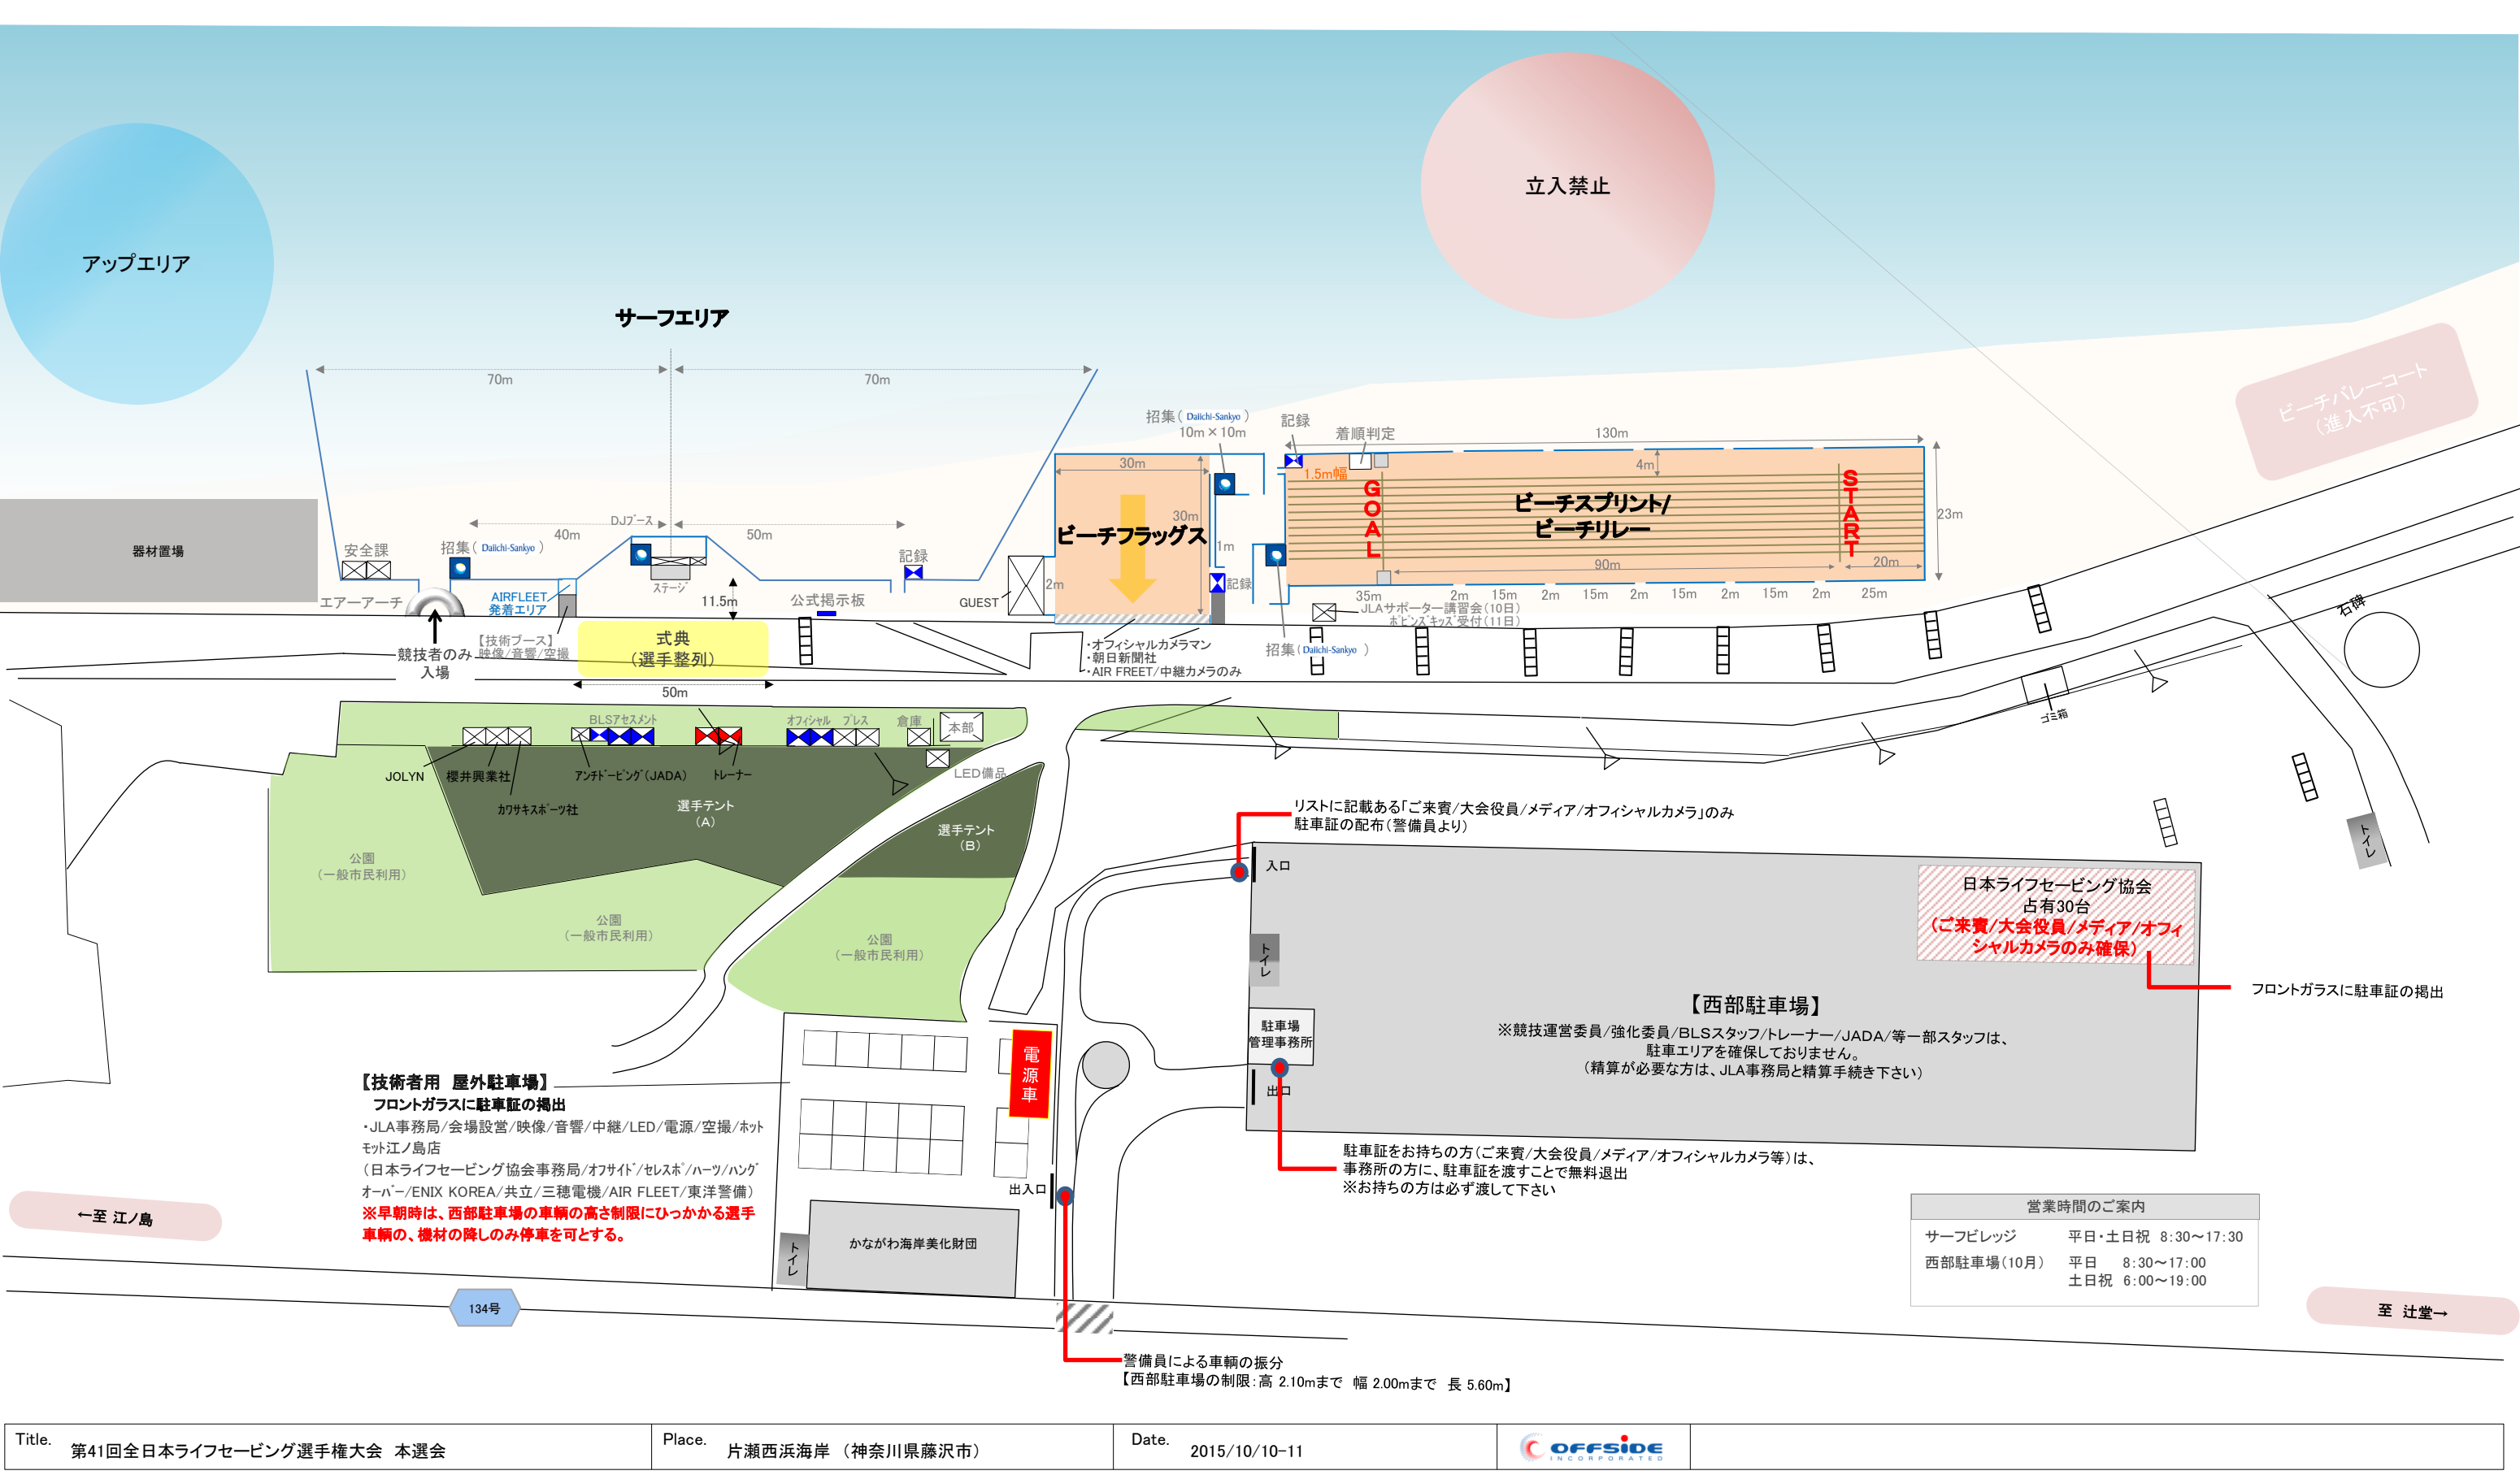 立入禁止
アップエリア
サーフエリア
70m
70m
ビーチバレーコート
（進入不可）
招集（Daiichi-Sankyo）
10m×10m
記録
着順判定
130m
30m
4m
1.5m幅
GOAL
START
ビーチスプリント/
ビーチリレー
23m
30m
ビーチフラッグス
1m
90m
20m
器材置場
安全課
招集（Daiichi-Sankyo）
DJブース
40m
50m
記録
ステージ
11.5m
公式掲示板
GUEST
2m
記録
エアーアーチ
AIRFLEET
発着エリア
35m
2m
15m
2m
15m
2m
15m
2m
15m
2m
25m
JLAサポーター講習会（10日）
ポピンズキッズ受付（11日）
石碑
競技者のみ
入場
【技術ブース】
映像/音響/空撮
式典
（選手整列）
50m
・オフィシャルカメラマン
・朝日新聞社
・AIR FREET/中継カメラのみ
招集（Daiichi-Sankyo）
ゴミ箱
BLSアセスメント
オフィシャル
プレス
倉庫
本部
JOLYN
櫻井興業社
カワサキスポーツ社
アンチドーピング（JADA）
トレーナー
LED備品
選手テント
（A）
選手テント
（B）
公園
（一般市民利用）
公園
（一般市民利用）
公園
（一般市民利用）
リストに記載ある「ご来賓/大会役員/メディア/オフィシャルカメラ」のみ
駐車証の配布（警備員より）
トイレ
入口
日本ライフセービング協会
占有30台
（ご来賓/大会役員/メディア/オフィ
シャルカメラのみ確保）
トイレ
フロントガラスに駐車証の掲出
【西部駐車場】
※競技運営委員/強化委員/BLSスタッフ/トレーナー/JADA/等一部スタッフは、
駐車エリアを確保しておりません。
（精算が必要な方は、JLA事務局と精算手続き下さい）
駐車場
管理事務所
出口
電源車
【技術者用　屋外駐車場】
フロントガラスに駐車証の掲出
・JLA事務局/会場設営/映像/音響/中継/LED/電源/空撮/ホット
モット江ノ島店
（日本ライフセービング協会事務局/オフサイド/セレスポ/ハーツ/ハング
オーバー/ENIX KOREA/共立/三穂電機/AIR FLEET/東洋警備）
※早朝時は、西部駐車場の車輌の高さ制限にひっかかる選手
車輌の、機材の降しのみ停車を可とする。
駐車証をお持ちの方（ご来賓/大会役員/メディア/オフィシャルカメラ等）は、
事務所の方に、駐車証を渡すことで無料退出
※お持ちの方は必ず渡して下さい
出入口
←至 江ノ島
トイレ
かながわ海岸美化財団
営業時間のご案内
サーフビレッジ　平日・土日祝 8:30～17:30
西部駐車場（10月）　平日　8:30～17:00
土日祝 6:00～19:00
134号
至 辻堂→
警備員による車輌の振分
【西部駐車場の制限：高 2.10mまで 幅 2.00mまで 長 5.60m】
Title. 第41回全日本ライフセービング選手権大会 本選会
Place. 片瀬西浜海岸 （神奈川県藤沢市）
Date. 2015/10/10-11
OFFSIDE
INCORPORATED